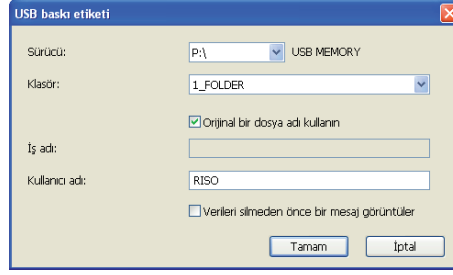 USB baskı etiketi
Sürücü: P:\ USB MEMORY
Klasör: 1_FOLDER
Orijinal bir dosya adı kullanın
İş adı:
Kullanıcı adı: RISO
Verileri silmeden önce bir mesaj görüntüler
Tamam İptal